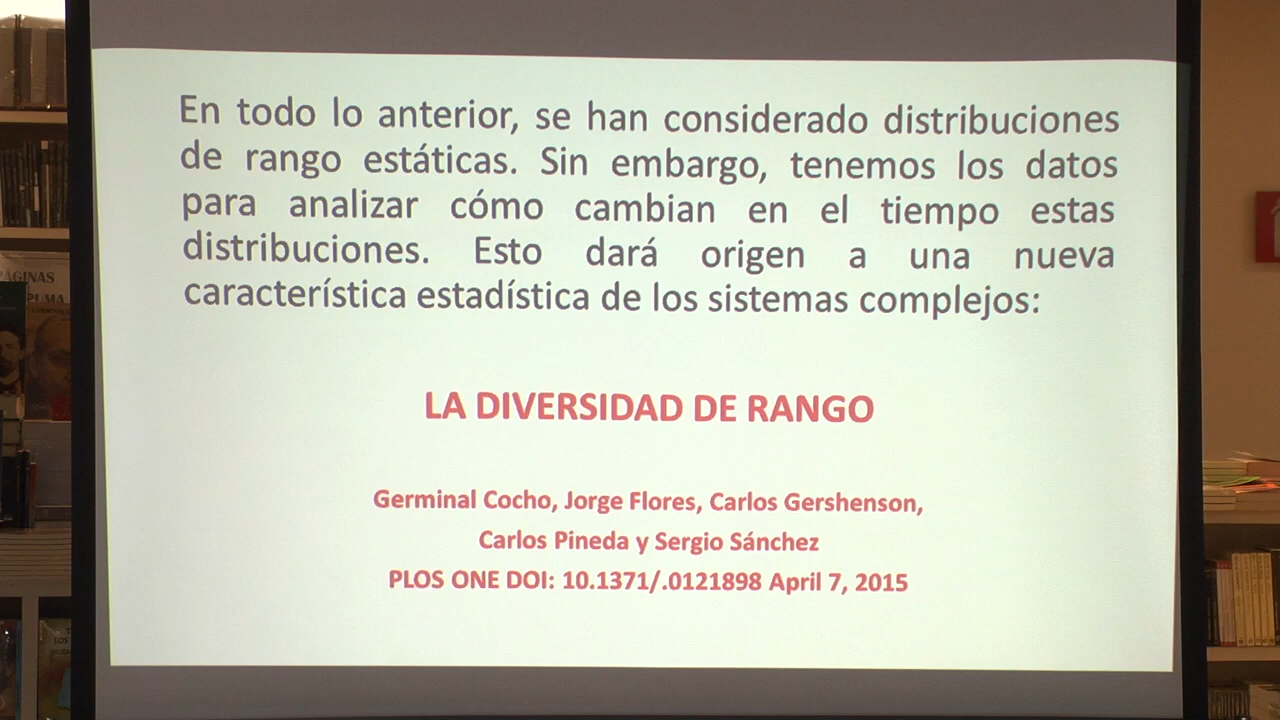 En todo lo anterior, se han considerado distribuciones
de rango estáticas. Sin embargo, tenemos los datos
para analizar cómo cambian en el tiempo estas
distribuciones. Esto dará origen a una nueva
característica estadística de los sistemas complejos:
LA DIVERSIDAD DE RANGO
Germinal Cocho, Jorge Flores, Carlos Gershenson,
Carlos Pineda y Sergio Sánchez
PLOS ONE DOI: 10.1371/.0121898 April 7, 2015
PÁGINAS
PUMA